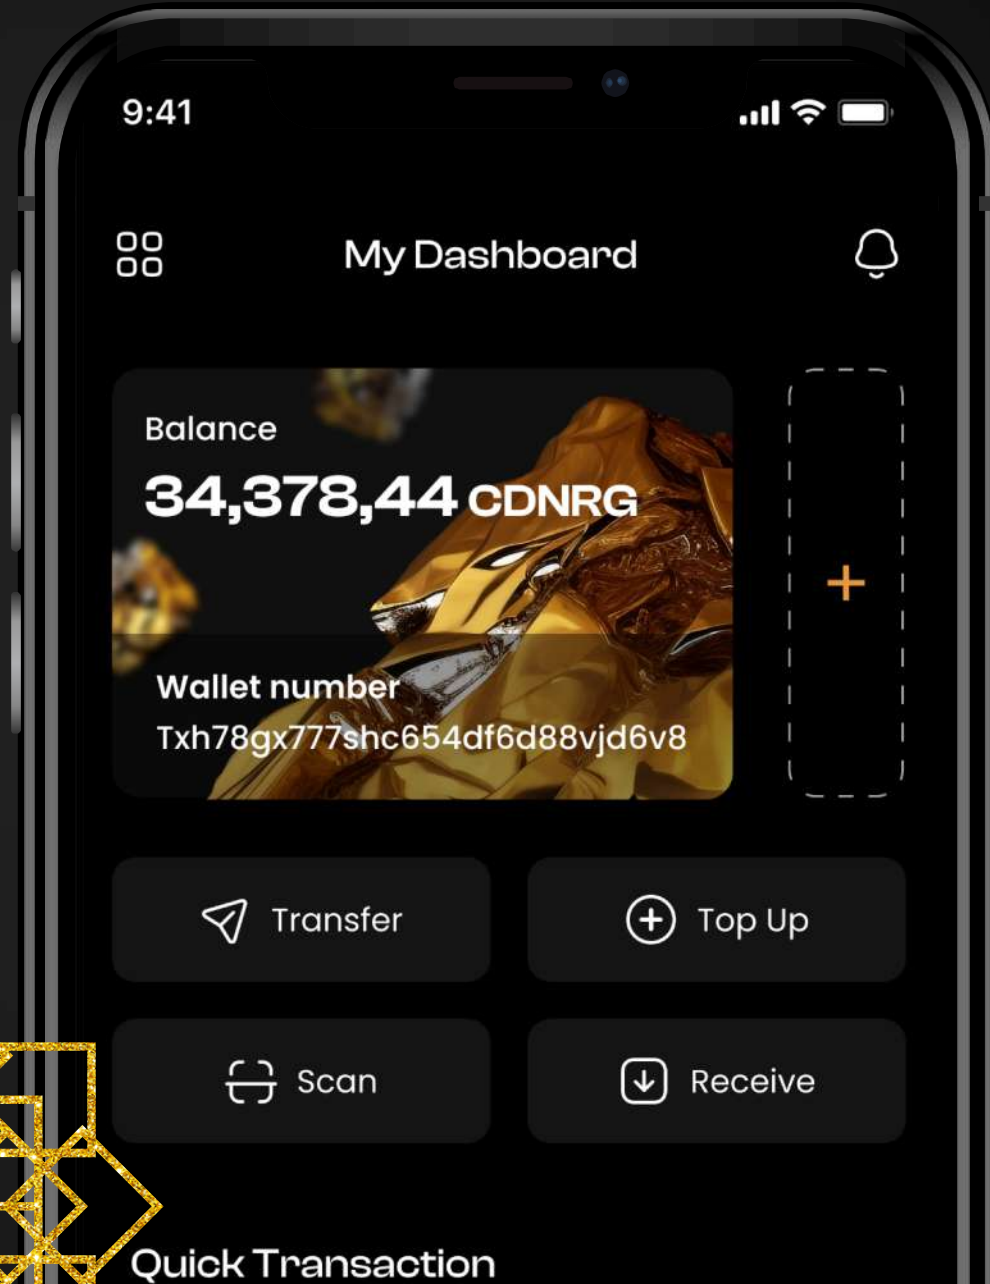 9:41
My Dashboard
Balance
34,378,44 CDNRG
Wallet number
Txh78gx777shc654df6d88vjd6v8
Transfer
Top Up
Scan
Receive
Quick Transaction